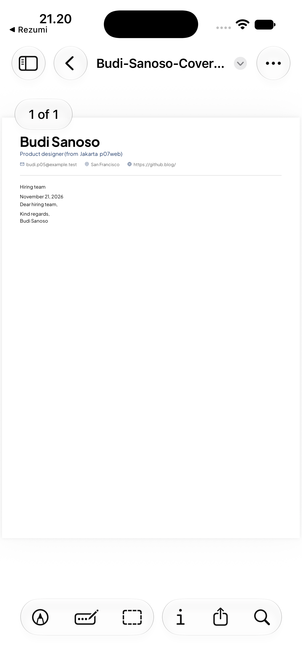 21.20
◀ Rezumi
Budi-Sanoso-Cover...
1 of 1
Budi Sanoso
Product designer (from Jakarta p07web)
budi.p05@example.test
San Francisco
https://github.blog/
Hiring team
November 21, 2026
Dear hiring team,
Kind regards,
Budi Sanoso